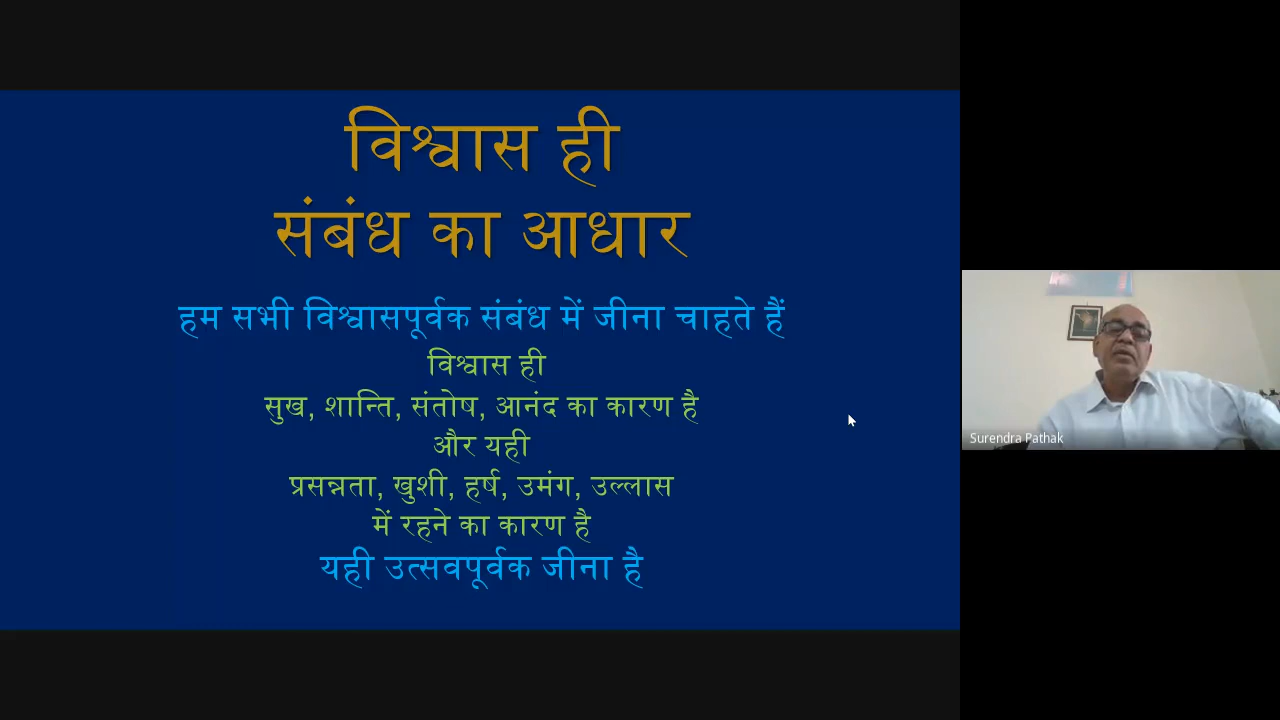 विश्वास ही
संबंध का आधार
हम सभी विश्वासपूर्वक संबंध में जीना चाहते हैं
विश्वास ही
सुख, शान्ति, संतोष, आनंद का कारण है
और यही
प्रसन्नता, खुशी, हर्ष, उमंग, उल्लास
में रहने का कारण है
यही उत्सवपूर्वक जीना है
Surendra Pathak